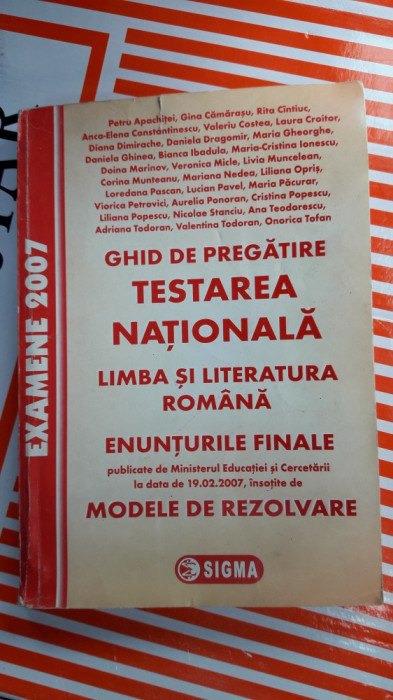 Petru Apachiței, Gina Cămărașu, Rita Cîntiuc,
Anca-Elena Constantinescu, Valeriu Costea, Laura Croitor,
Diana Dimirache, Daniela Dragomir, Maria Gheorghe,
Daniela Ghinea, Bianca Ibadula, Maria-Cristina Ionescu,
Doina Marinov, Veronica Micle, Livia Muncelean,
Corina Munteanu, Mariana Nedea, Liliana Opriș,
Loredana Pascan, Lucian Pavel, Maria Păcurar,
Viorica Petrovici, Aurelia Ponoran, Cristina Popescu,
Liliana Popescu, Nicolae Stanciu, Ana Teodorescu,
Adriana Todoran, Valentina Todoran, Onorica Tofan
GHID DE PREGĂTIRE
TESTAREA
NAȚIONALĂ
LIMBA ȘI LITERATURA
ROMÂNĂ
ENUNȚURILE FINALE
publicate de Ministerul Educației și Cercetării
la data de 19.02.2007, însoțite de
MODELE DE REZOLVARE
SIGMA
EXAMENE 2007